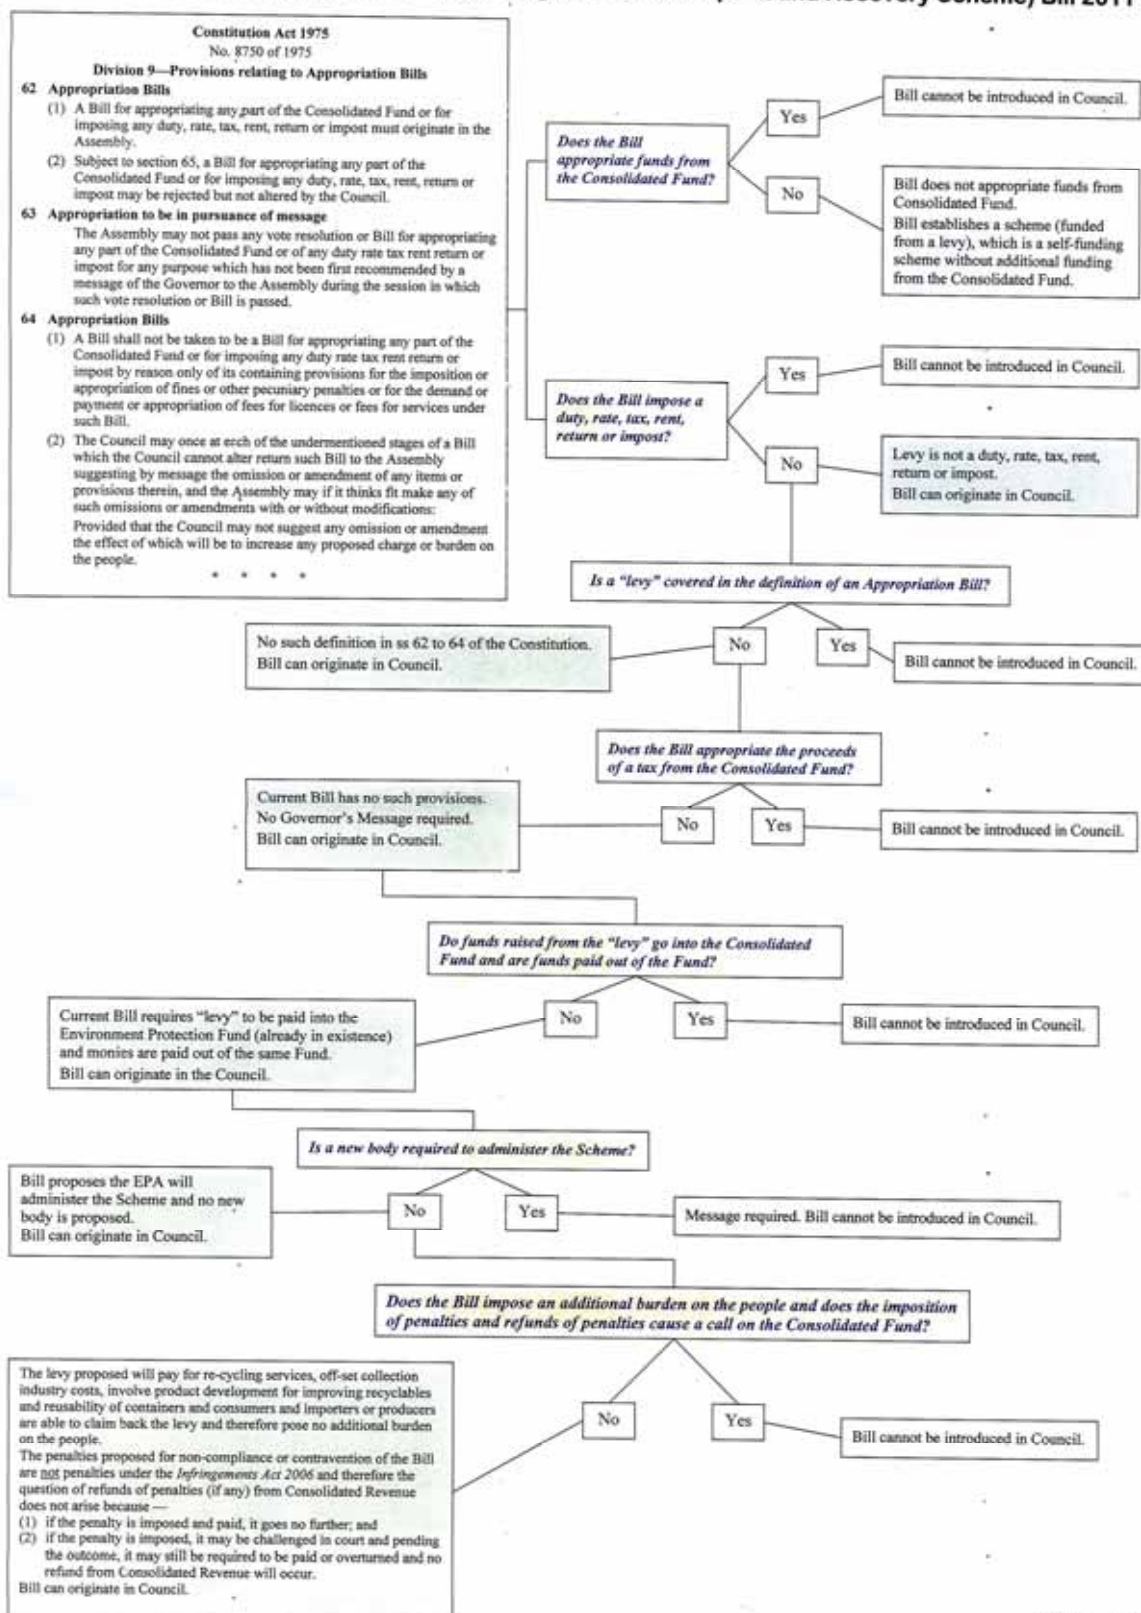 and Recovery Scheme) Bill 2011
Constitution Act 1975
No. 8750 of 1975
Division 9—Provisions relating to Appropriation Bills
62 Appropriation Bills
(1) A Bill for appropriating any part of the Consolidated Fund or for
imposing any duty, rate, tax, rent, return or impost must originate in the
Assembly.
(2) Subject to section 65, a Bill for appropriating any part of the
Consolidated Fund or for imposing any duty, rate, tax, rent, return or
impost may be rejected but not altered by the Council.
63 Appropriation to be in pursuance of message
The Assembly may not pass any vote resolution or Bill for appropriating
any part of the Consolidated Fund or of any duty rate tax rent return or
impost for any purpose which has not been first recommended by a
message of the Governor to the Assembly during the session in which
such vote resolution or Bill is passed.
64 Appropriation Bills
(1) A Bill shall not be taken to be a Bill for appropriating any part of the
Consolidated Fund or for imposing any duty rate tax rent return or
impost by reason only of its containing provisions for the imposition or
appropriation of fines or other pecuniary penalties or for the demand or
payment or appropriation of fees for licences or fees for services under
such Bill.
(2) The Council may once at each of the undermentioned stages of a Bill
which the Council cannot alter return such Bill to the Assembly
suggesting by message the omission or amendment of any items or
provisions therein, and the Assembly may if it thinks fit make any of
such omissions or amendments with or without modifications:
Provided that the Council may not suggest any omission or amendment
the effect of which will be to increase any proposed charge or burden on
the people.
* * * *
Does the Bill
appropriate funds from
the Consolidated Fund?
Yes
Bill cannot be introduced in Council.
No
Bill does not appropriate funds from
Consolidated Fund.
Bill establishes a scheme (funded
from a levy), which is a self-funding
scheme without additional funding
from the Consolidated Fund.
Does the Bill impose a
duty, rate, tax, rent,
return or impost?
Yes
Bill cannot be introduced in Council.
No
Levy is not a duty, rate, tax, rent,
return or impost.
Bill can originate in Council.
Is a "levy" covered in the definition of an Appropriation Bill?
No such definition in ss 62 to 64 of the Constitution.
Bill can originate in Council.
No
Yes
Bill cannot be introduced in Council.
Does the Bill appropriate the proceeds
of a tax from the Consolidated Fund?
Current Bill has no such provisions.
No Governor's Message required.
Bill can originate in Council.
No
Yes
Bill cannot be introduced in Council.
Do funds raised from the "levy" go into the Consolidated
Fund and are funds paid out of the Fund?
Current Bill requires "levy" to be paid into the
Environment Protection Fund (already in existence)
and monies are paid out of the same Fund.
Bill can originate in the Council.
No
Yes
Bill cannot be introduced in Council.
Is a new body required to administer the Scheme?
Bill proposes the EPA will
administer the Scheme and no new
body is proposed.
Bill can originate in Council.
No
Yes
Message required. Bill cannot be introduced in Council.
Does the Bill impose an additional burden on the people and does the imposition
of penalties and refunds of penalties cause a call on the Consolidated Fund?
The levy proposed will pay for re-cycling services, off-set collection
industry costs, involve product development for improving recyclables
and reusability of containers and consumers and importers or producers
are able to claim back the levy and therefore pose no additional burden
on the people.
The penalties proposed for non-compliance or contravention of the Bill
are not penalties under the Infringements Act 2006 and therefore the
question of refunds of penalties (if any) from Consolidated Revenue
does not arise because —
(1) if the penalty is imposed and paid, it goes no further; and
(2) if the penalty is imposed, it may be challenged in court and pending
the outcome, it may still be required to be paid or overturned and no
refund from Consolidated Revenue will occur.
Bill can originate in Council.
No
Yes
Bill cannot be introduced in Council.